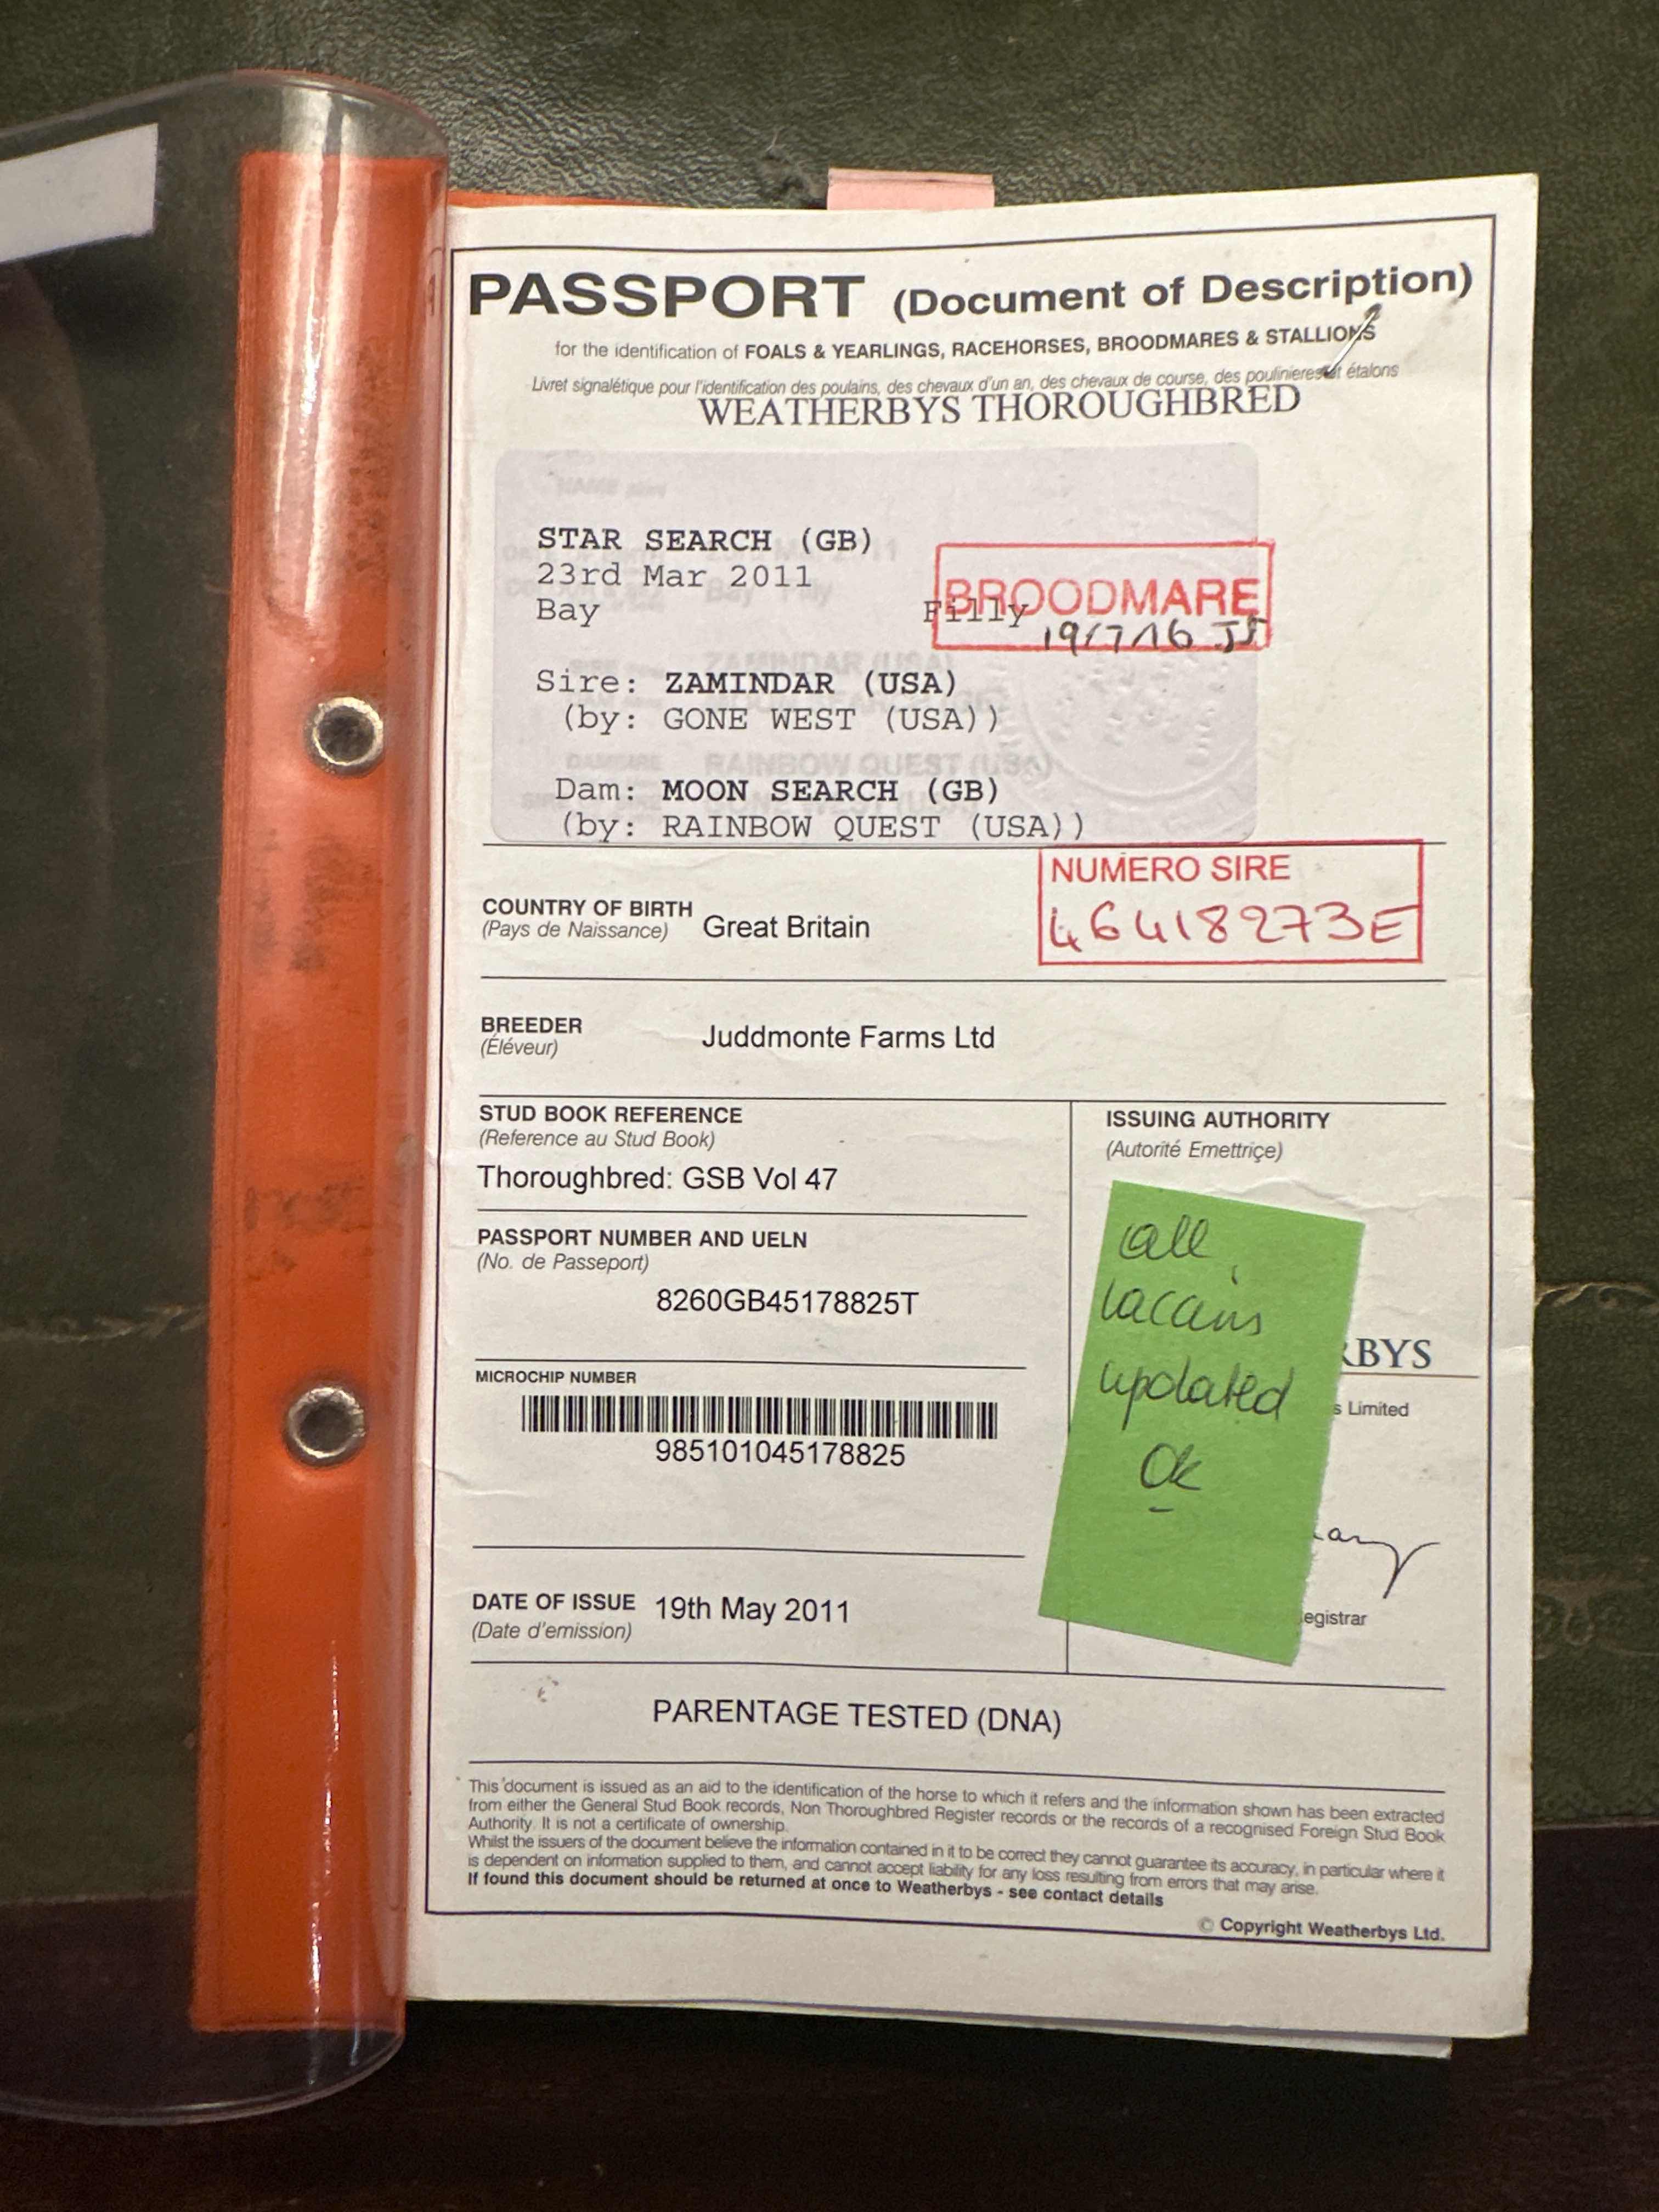 PASSPORT (Document of Description)
for the identification of FOALS & YEARLINGS, RACEHORSES, BROODMARES & STALLIONS
Livret signalétique pour l'identification des poulains, des chevaux d'un an, des chevaux de course, des poulinieres et étalons
WEATHERBYS THOROUGHBRED
STAR SEARCH (GB)
23rd Mar 2011
Bay Filly
BROODMARE
19/7/16 JS
Sire: ZAMINDAR (USA)
(by: GONE WEST (USA))
Dam: MOON SEARCH (GB)
(by: RAINBOW QUEST (USA))
NUMERO SIRE
46418273E
COUNTRY OF BIRTH
(Pays de Naissance) Great Britain
BREEDER
(Éléveur) Juddmonte Farms Ltd
STUD BOOK REFERENCE
(Reference au Stud Book)
Thoroughbred: GSB Vol 47
ISSUING AUTHORITY
(Autorité Emettriçe)
PASSPORT NUMBER AND UELN
(No. de Passeport)
8260GB45178825T
MICROCHIP NUMBER
985101045178825
all
vaccins
updated
Ok
RBYS
s Limited
egistrar
DATE OF ISSUE 19th May 2011
(Date d'emission)
PARENTAGE TESTED (DNA)
This document is issued as an aid to the identification of the horse to which it refers and the information shown has been extracted
from either the General Stud Book records, Non Thoroughbred Register records or the records of a recognised Foreign Stud Book
Authority. It is not a certificate of ownership.
Whilst the issuers of the document believe the information contained in it to be correct they cannot guarantee its accuracy, in particular where it
is dependent on information supplied to them, and cannot accept liability for any loss resulting from errors that may arise.
If found this document should be returned at once to Weatherbys - see contact details
© Copyright Weatherbys Ltd.